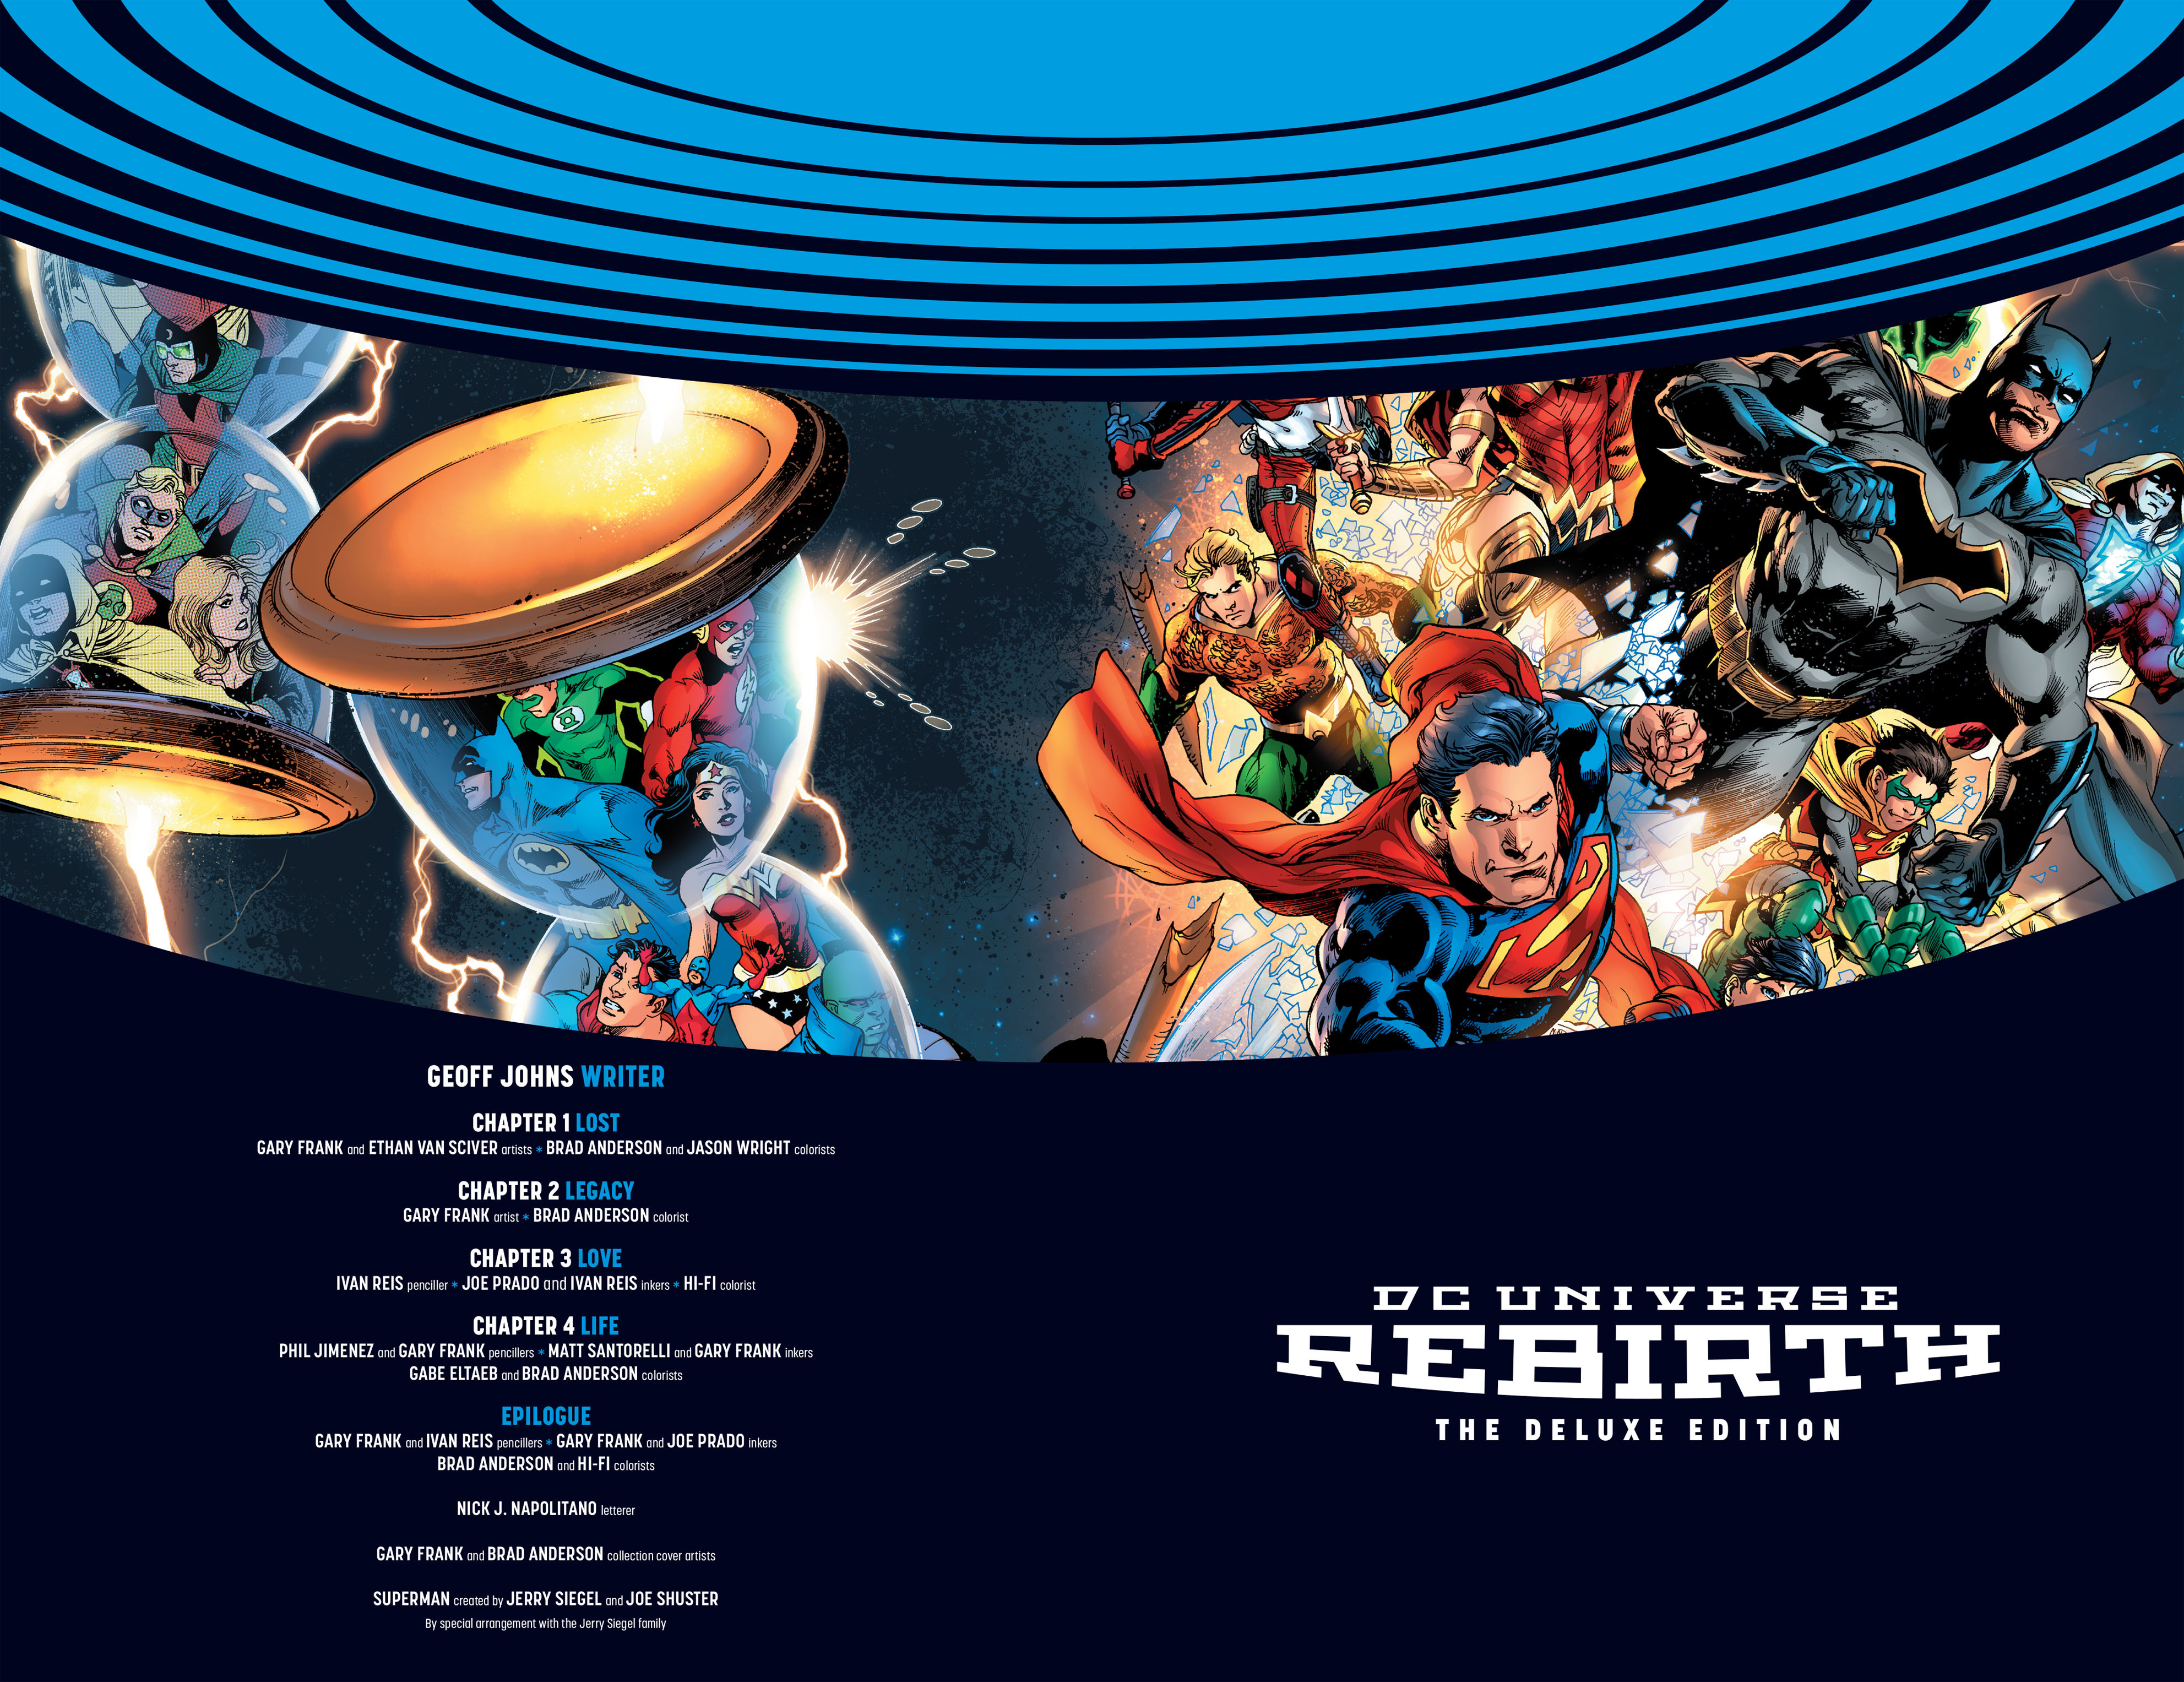 GEOFF JOHNS WRITER
CHAPTER 1 LOST
GARY FRANK and ETHAN VAN SCIVER artists * BRAD ANDERSON and JASON WRIGHT colorists
CHAPTER 2 LEGACY
GARY FRANK artist * BRAD ANDERSON colorist
CHAPTER 3 LOVE
IVAN REIS penciller * JOE PRADO and IVAN REIS inkers * HI-FI colorist
CHAPTER 4 LIFE
PHIL JIMENEZ and GARY FRANK pencillers * MATT SANTORELLI and GARY FRANK inkers
GABE ELTAEB and BRAD ANDERSON colorists
EPILOGUE
GARY FRANK and IVAN REIS pencillers * GARY FRANK and JOE PRADO inkers
BRAD ANDERSON and HI-FI colorists
NICK J. NAPOLITANO letterer
GARY FRANK and BRAD ANDERSON collection cover artists
SUPERMAN created by JERRY SIEGEL and JOE SHUSTER
By special arrangement with the Jerry Siegel family
DC UNIVERSE
REBIRTH
THE DELUXE EDITION